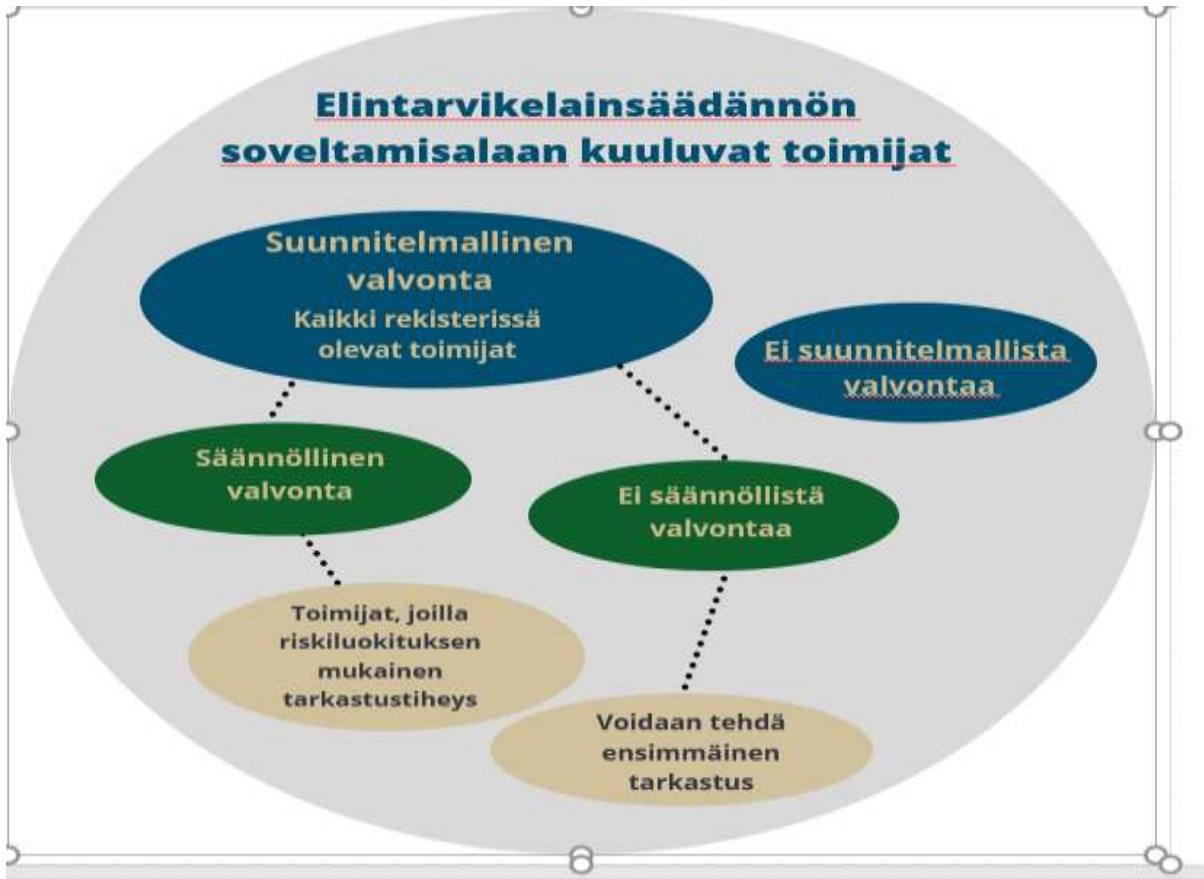 Elintarvikelainsäädännön
soveltamisalaan kuuluvat toimijat
Suunnitelmallinen
valvonta
Kaikki rekisterissä
olevat toimijat
Ei suunnitelmallista
valvontaa
Säännöllinen
valvonta
Ei säännöllistä
valvontaa
Toimijat, joilla
riskiluokituksen
mukainen
tarkastustiheys
Voidaan tehdä
ensimmäinen
tarkastus